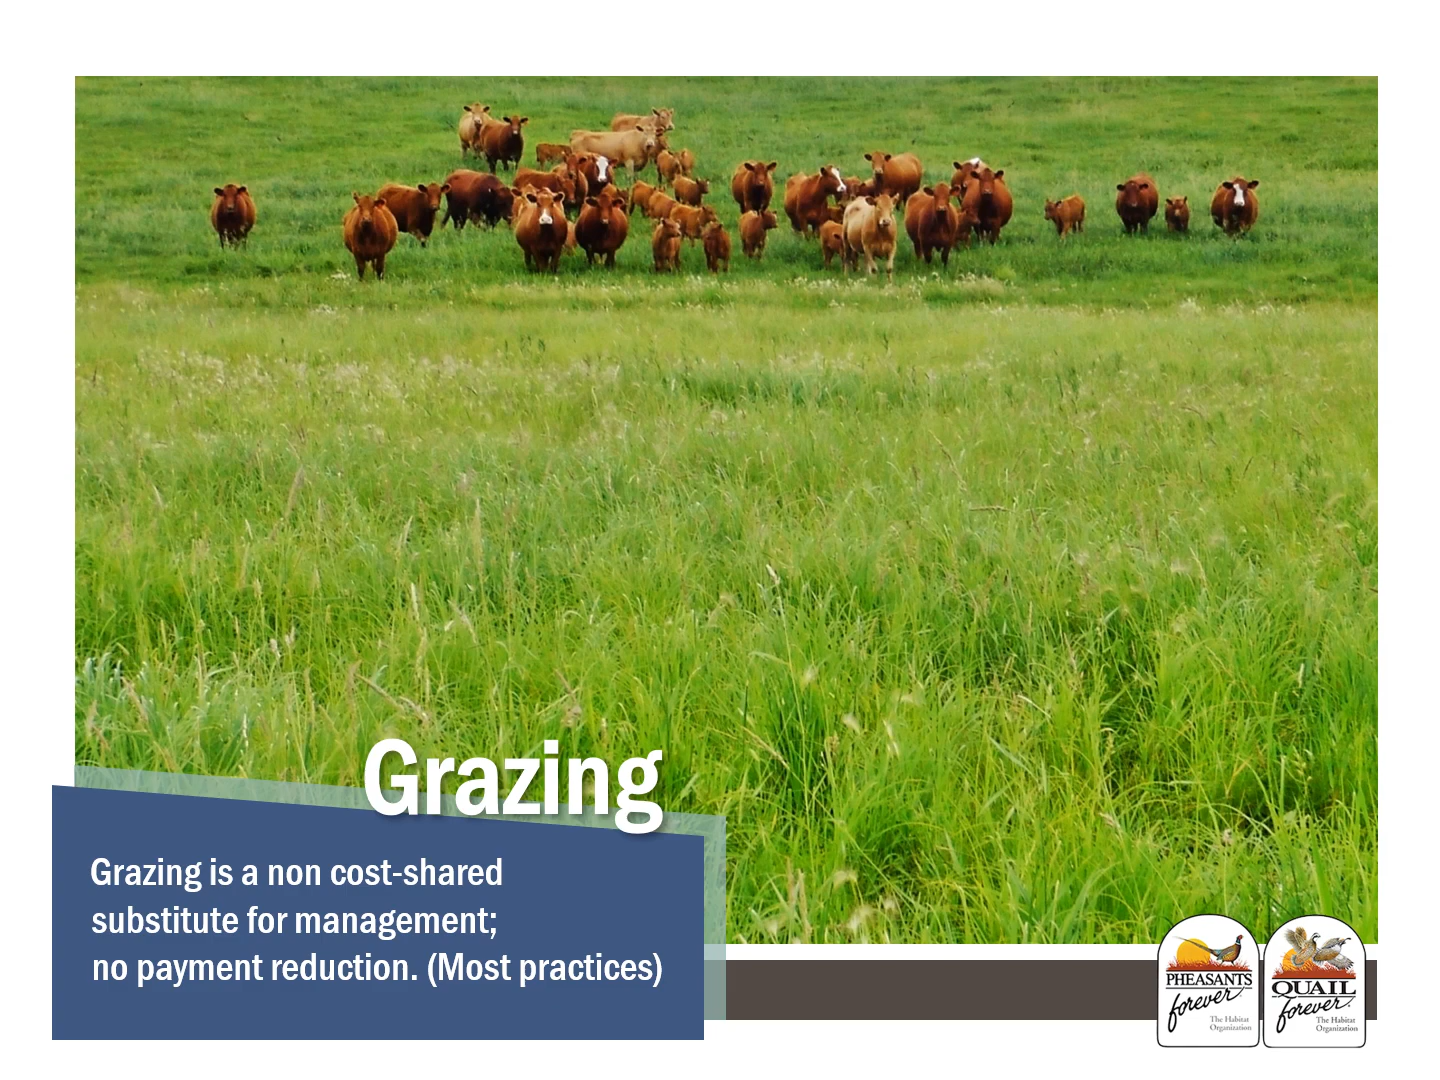 Grazing
Grazing is a non cost-shared
substitute for management;
no payment reduction. (Most practices)
PHEASANTS
forever
The Habitat
Organization
QUAIL
forever
The Habitat
Organization